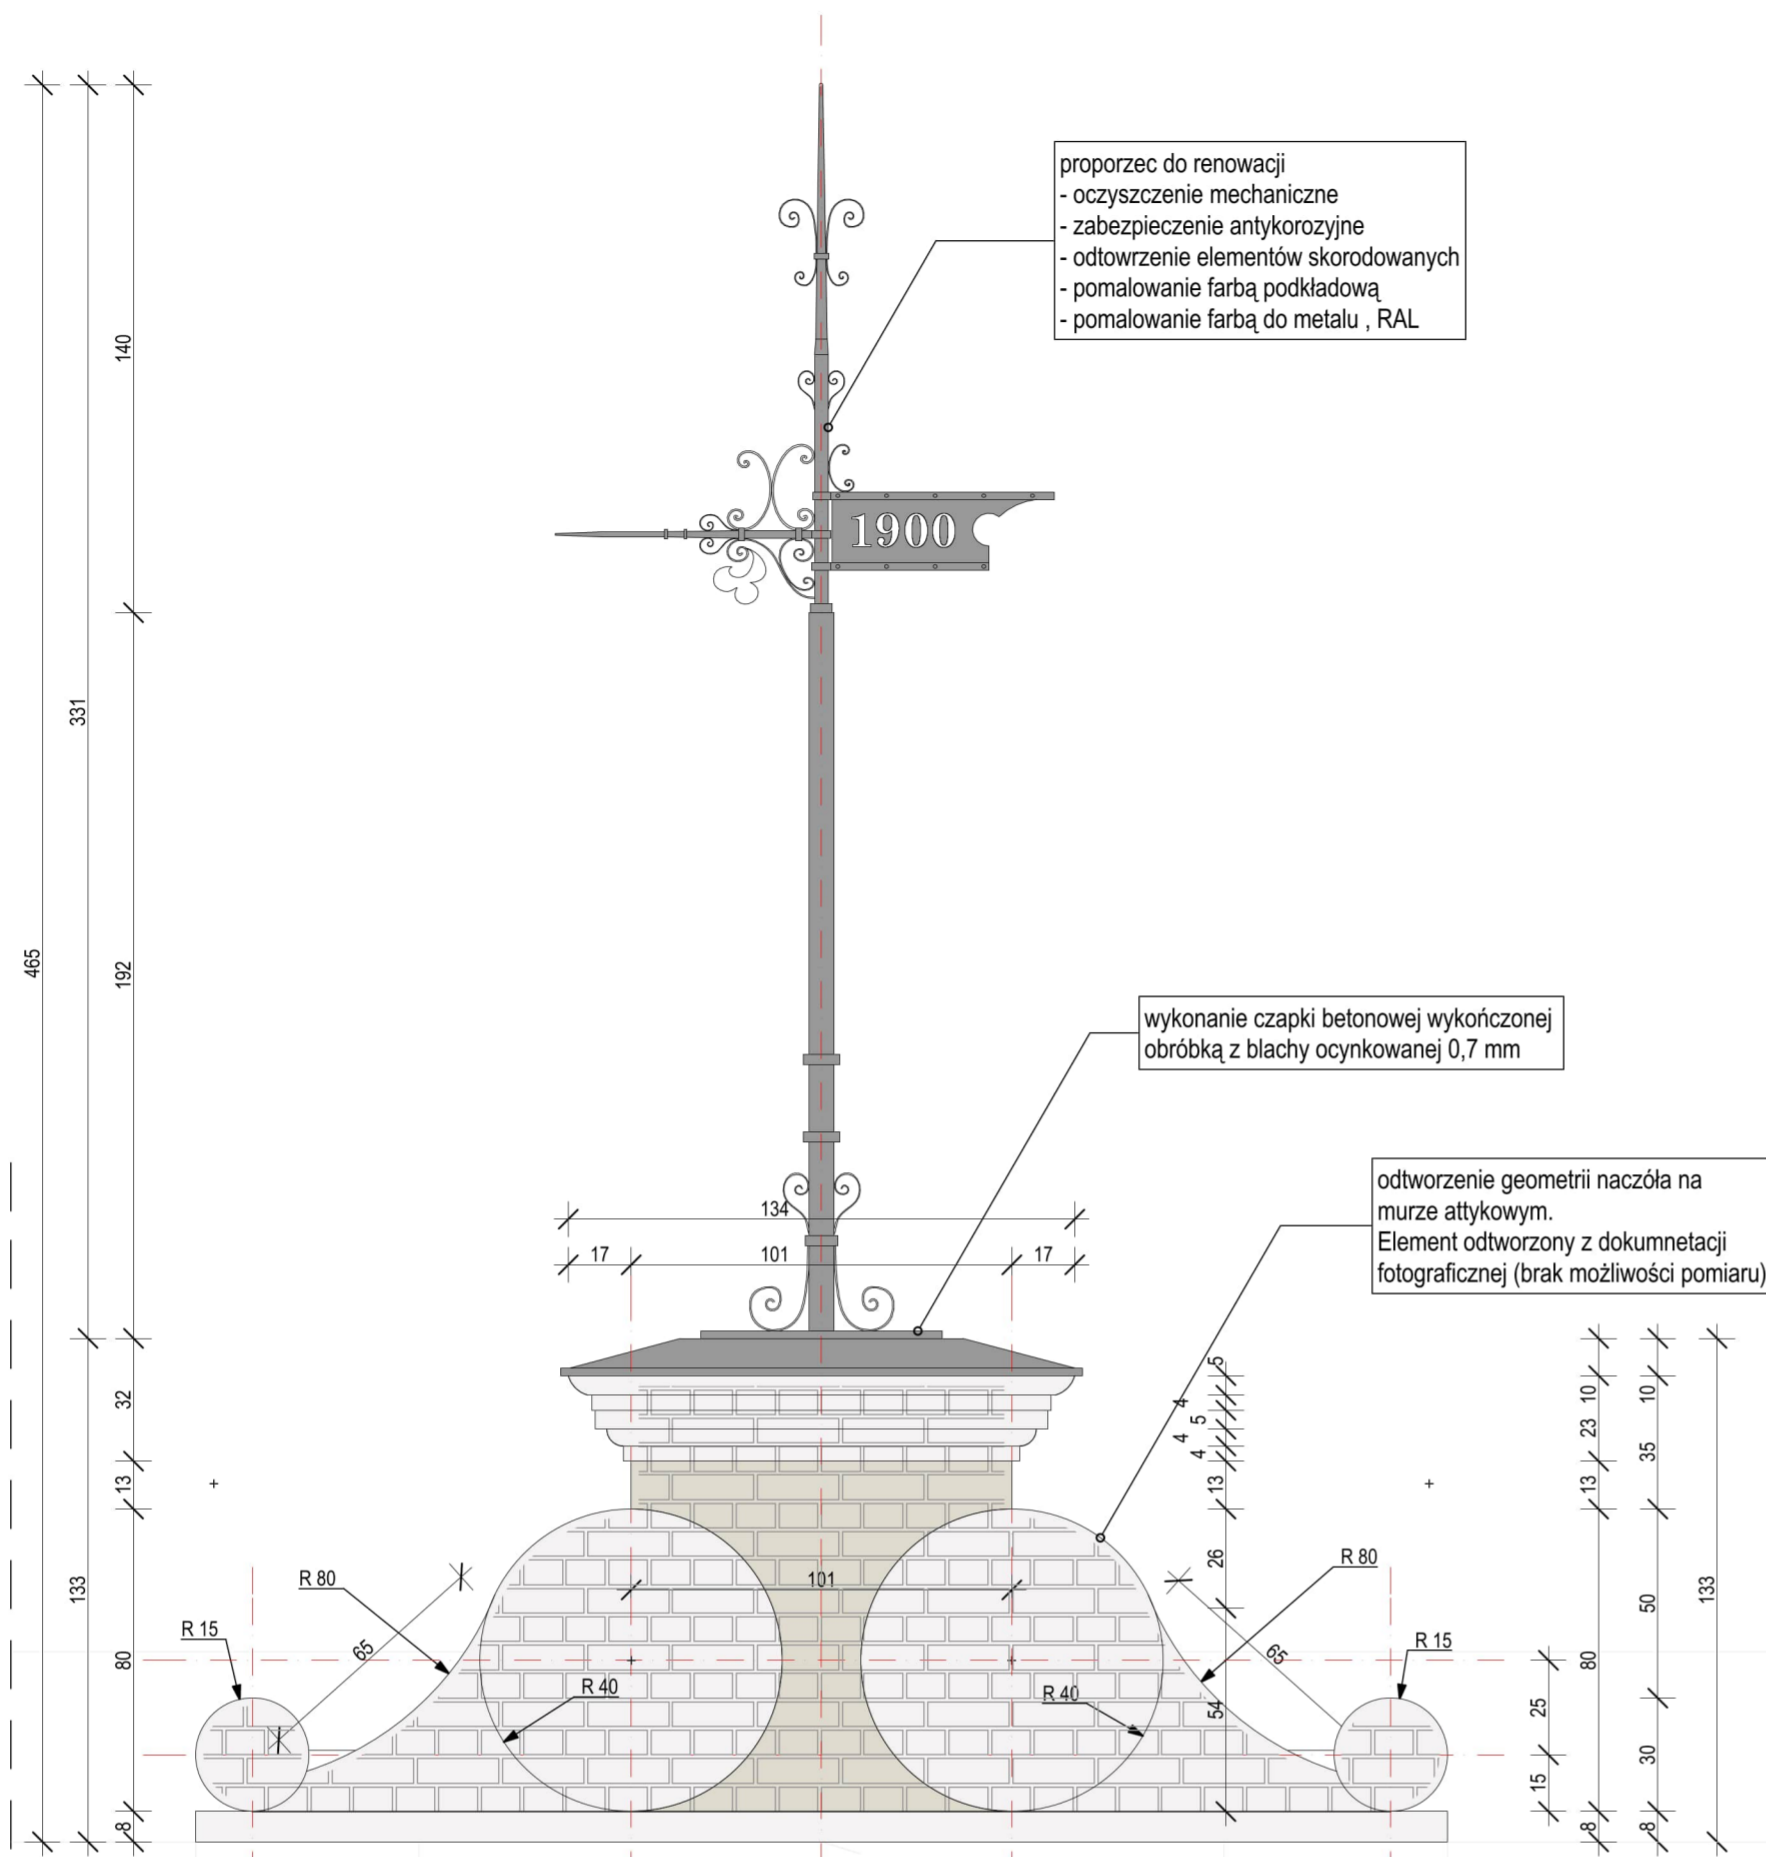 proporzec do renowacji
- oczyszczenie mechaniczne
- zabezpieczenie antykorozyjne
- odtowrzenie elementów skorodowanych
- pomalowanie farbą podkładową
- pomalowanie farbą do metalu , RAL
140
1900
331
465
192
wykonanie czapki betonowej wykończonej
obróbką z blachy ocynkowanej 0,7 mm
odtworzenie geometrii naczóła na
murze attykowym.
Element odtworzony z dokumnetacji
fotograficznej (brak możliwości pomiaru)
134
17 101 17
32
13
133
80
8
5
4
5
4
4
13
26
54
10
23
13
80
8
10
35
50
30
8
133
25
15
101
R 80
R 80
R 15
R 15
65
65
R 40
R 40